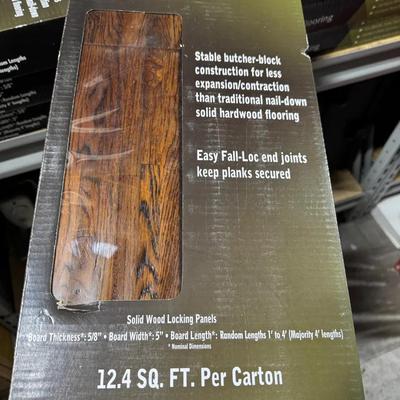 Stable butcher-block
construction for less
expansion/contraction
than traditional nail-down
solid hardwood flooring
Easy Fall-Loc end joints
keep planks secured
Solid Wood Locking Panels
Board Thickness*: 5/8" • Board Width*: 5" • Board Length*: Random Lengths 1' to 4' (Majority 4' lengths)
* Nominal Dimensions
12.4 SQ. FT. Per Carton